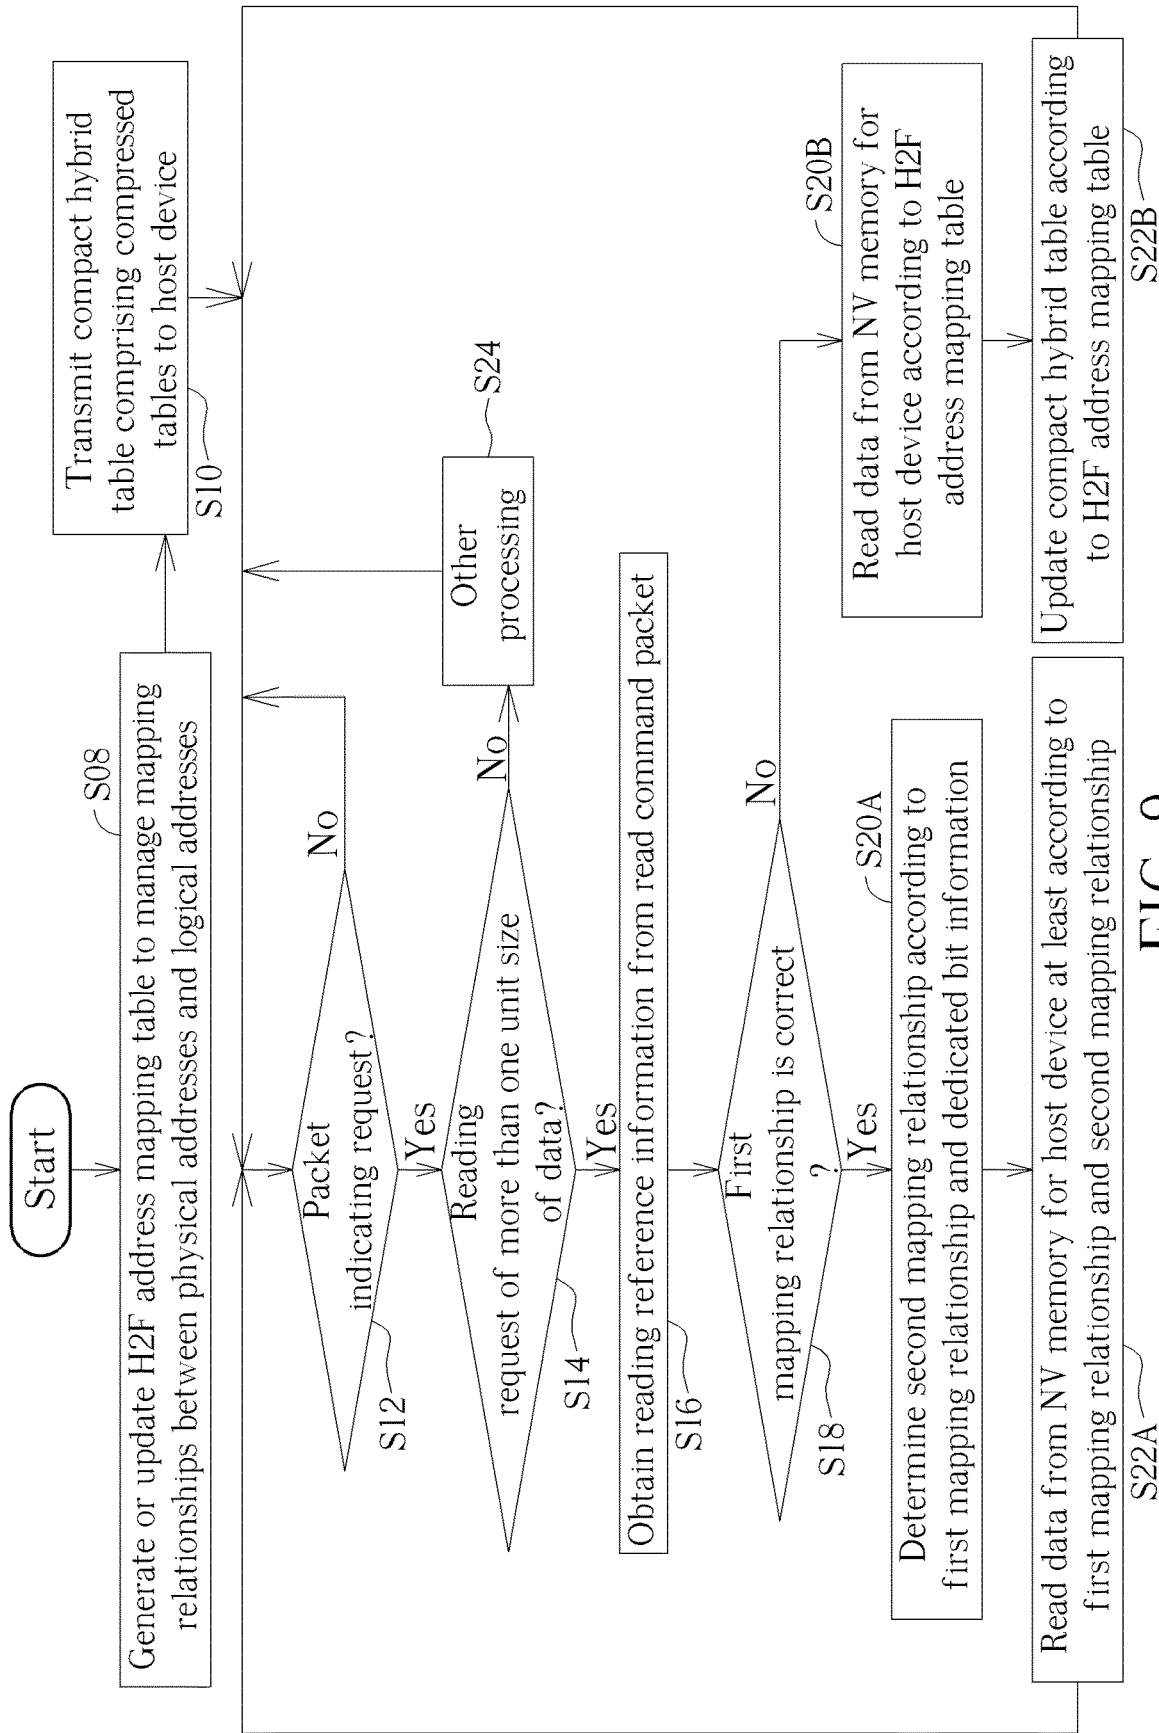 Start
Generate or update H2F address mapping table to manage mapping
relationships between physical addresses and logical addresses
S08
Transmit compact hybrid
table comprising compressed
tables to host device
S10
Packet
indicating request?
S12
No
Yes
Reading
request of more than one unit size
of data?
S14
No
Other
processing
S24
Yes
Obtain reading reference information from read command packet
S16
First
mapping relationship is correct
?
S18
No
Yes
Determine second mapping relationship according to
first mapping relationship and dedicated bit information
S20A
Read data from NV memory for
host device according to H2F
address mapping table
S20B
Read data from NV memory for host device at least according to
first mapping relationship and second mapping relationship
S22A
Update compact hybrid table according
to H2F address mapping table
S22B